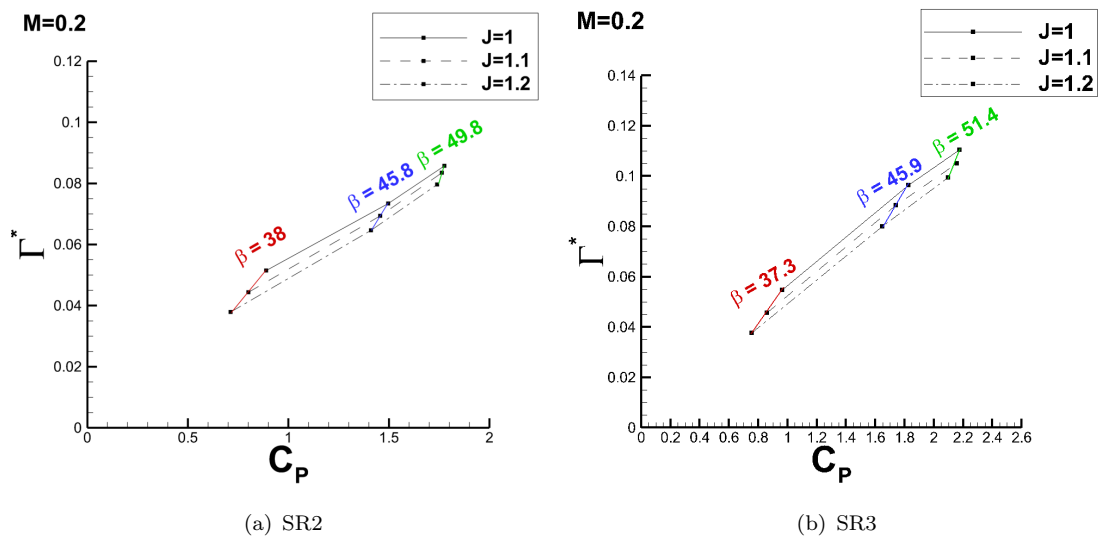 M=0.2
J=1
J=1.1
J=1.2
0.12
0.1
0.08
0.06
0.04
0.02
0
0 0.5 1 1.5 2
Γ*
C_P
β = 38
β = 45.8
β = 49.8
(a) SR2
M=0.2
J=1
J=1.1
J=1.2
0.14
0.12
0.1
0.08
0.06
0.04
0.02
0
0 0.2 0.4 0.6 0.8 1 1.2 1.4 1.6 1.8 2 2.2 2.4 2.6
Γ*
C_P
β = 37.3
β = 45.9
β = 51.4
(b) SR3